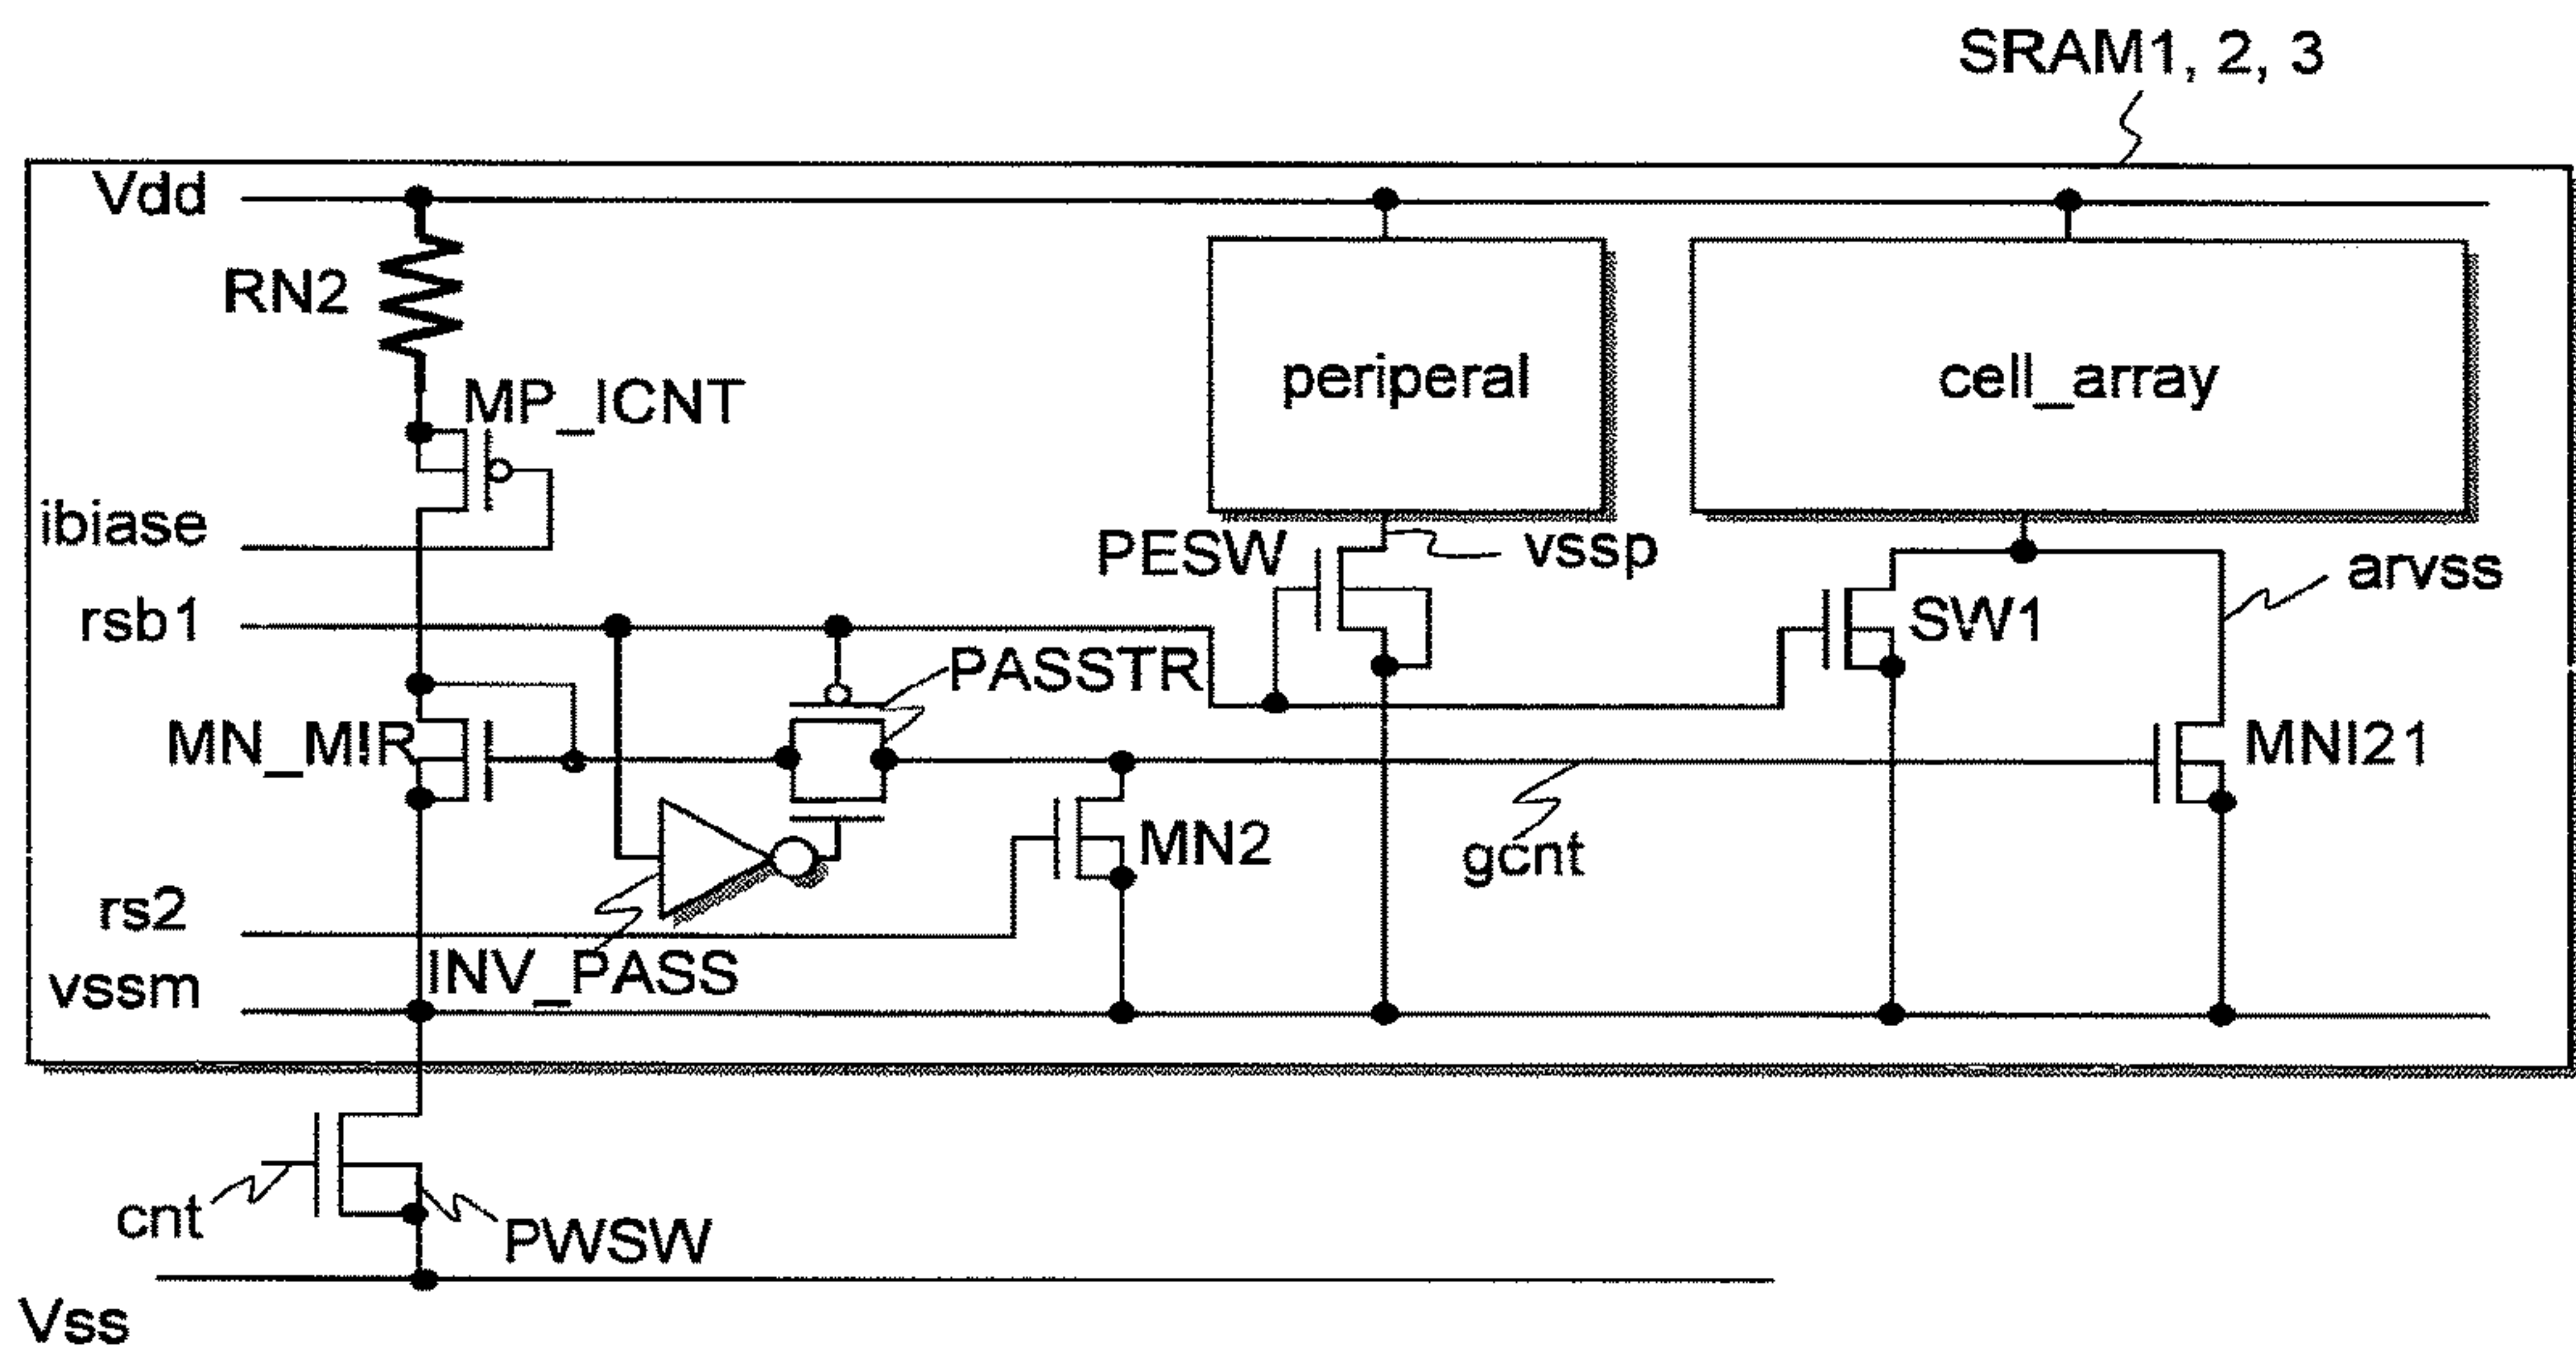 SRAM1, 2, 3
Vdd
RN2
MP_ICNT
periperal
cell_array
ibiase
PESW
vssp
arvss
rsb1
SW1
PASSTR
MN_MIR
MNI21
MN2
gcnt
rs2
INV_PASS
vssm
cnt
PWSW
Vss